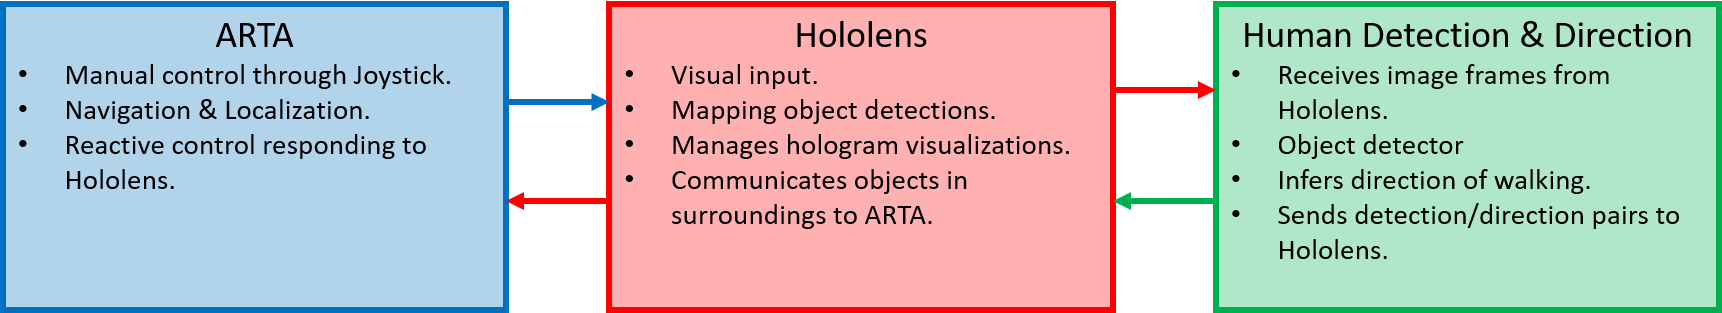 ARTA
• Manual control through Joystick.
• Navigation & Localization.
• Reactive control responding to
Hololens.
Hololens
• Visual input.
• Mapping object detections.
• Manages hologram visualizations.
• Communicates objects in
surroundings to ARTA.
Human Detection & Direction
• Receives image frames from
Hololens.
• Object detector
• Infers direction of walking.
• Sends detection/direction pairs to
Hololens.